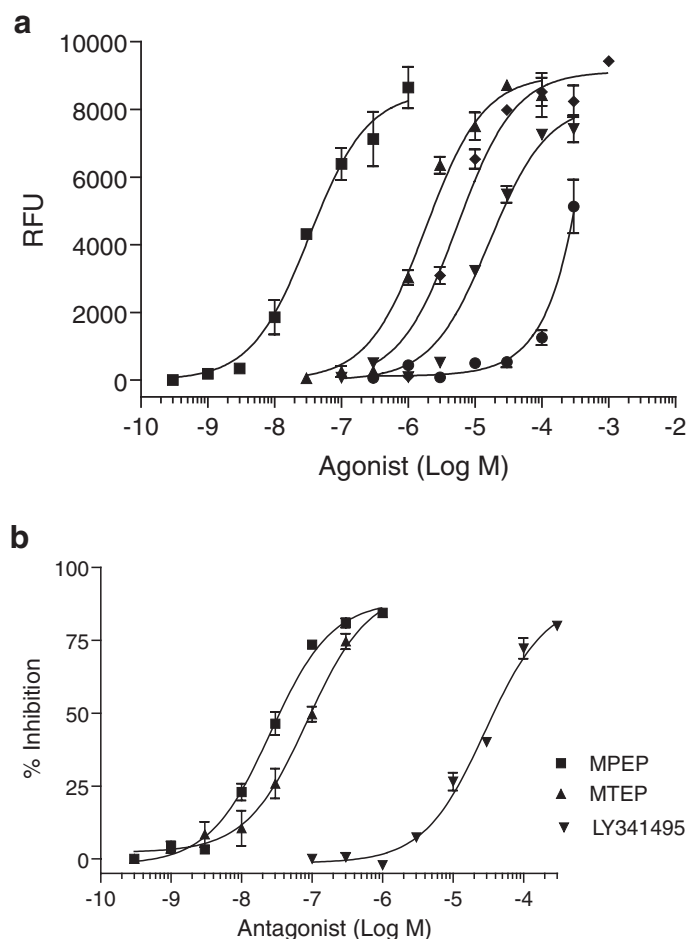 a
10000
8000
6000
4000
2000
0
RFU
-10 -9 -8 -7 -6 -5 -4 -3 -2
Agonist (Log M)
b
100
75
50
25
0
% Inhibition
-10 -9 -8 -7 -6 -5 -4
Antagonist (Log M)
MPEP
MTEP
LY341495